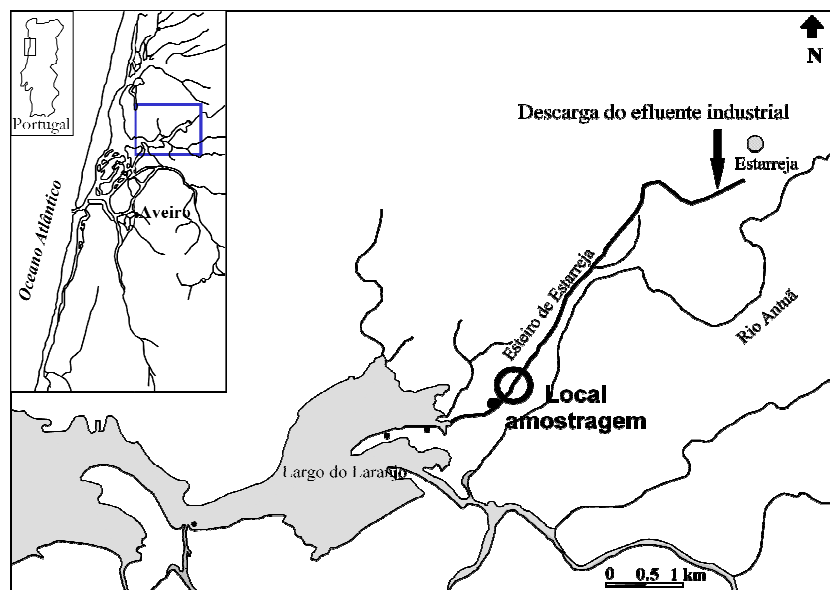 Portugal
Aveiro
Oceano Atlântico
N
Descarga do efluente industrial
Estarreja
Esteiro de Estarreja
Rio Antuã
Local
amostragem
Largo do Laranjo
0 0.5 1 km